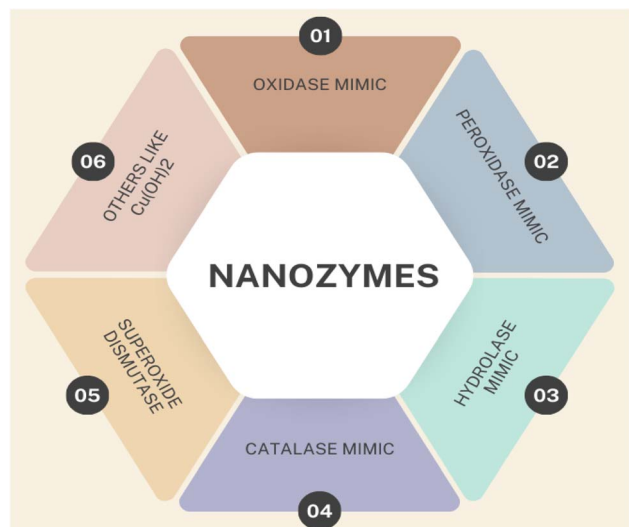 01
OXIDASE MIMIC
02
PEROXIDASE MIMIC
03
HYDROLASE
MIMIC
04
CATALASE MIMIC
05
SUPEROXIDE
DISMUTASE
06
OTHERS LIKE
Cu(OH)2
NANOZYMES